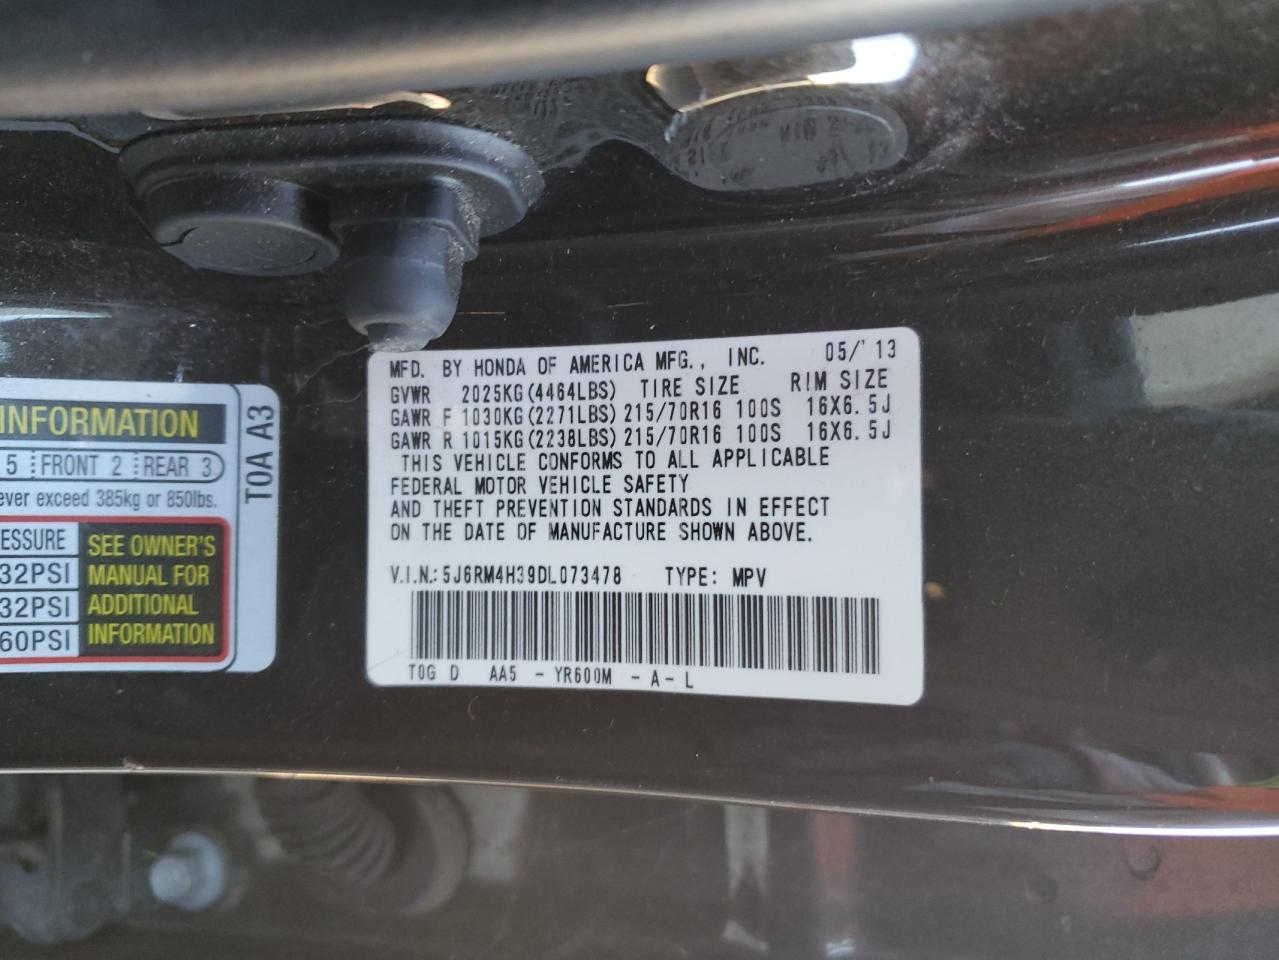 MFD. BY HONDA OF AMERICA MFG., INC. 05/'13
GVWR 2025KG(4464LBS) TIRE SIZE RIM SIZE
GAWR F 1030KG(2271LBS) 215/70R16 100S 16X6.5J
GAWR R 1015KG(2238LBS) 215/70R16 100S 16X6.5J
THIS VEHICLE CONFORMS TO ALL APPLICABLE
FEDERAL MOTOR VEHICLE SAFETY
AND THEFT PREVENTION STANDARDS IN EFFECT
ON THE DATE OF MANUFACTURE SHOWN ABOVE.
V.I.N.: 5J6RM4H39DL073478 TYPE: MPV
T0G D AA5 - YR600M - A - L
INFORMATION
5 FRONT 2 REAR 3
ever exceed 385kg or 850lbs.
ESSURE
32PSI
32PSI
60PSI
SEE OWNER'S
MANUAL FOR
ADDITIONAL
INFORMATION
T0A A3